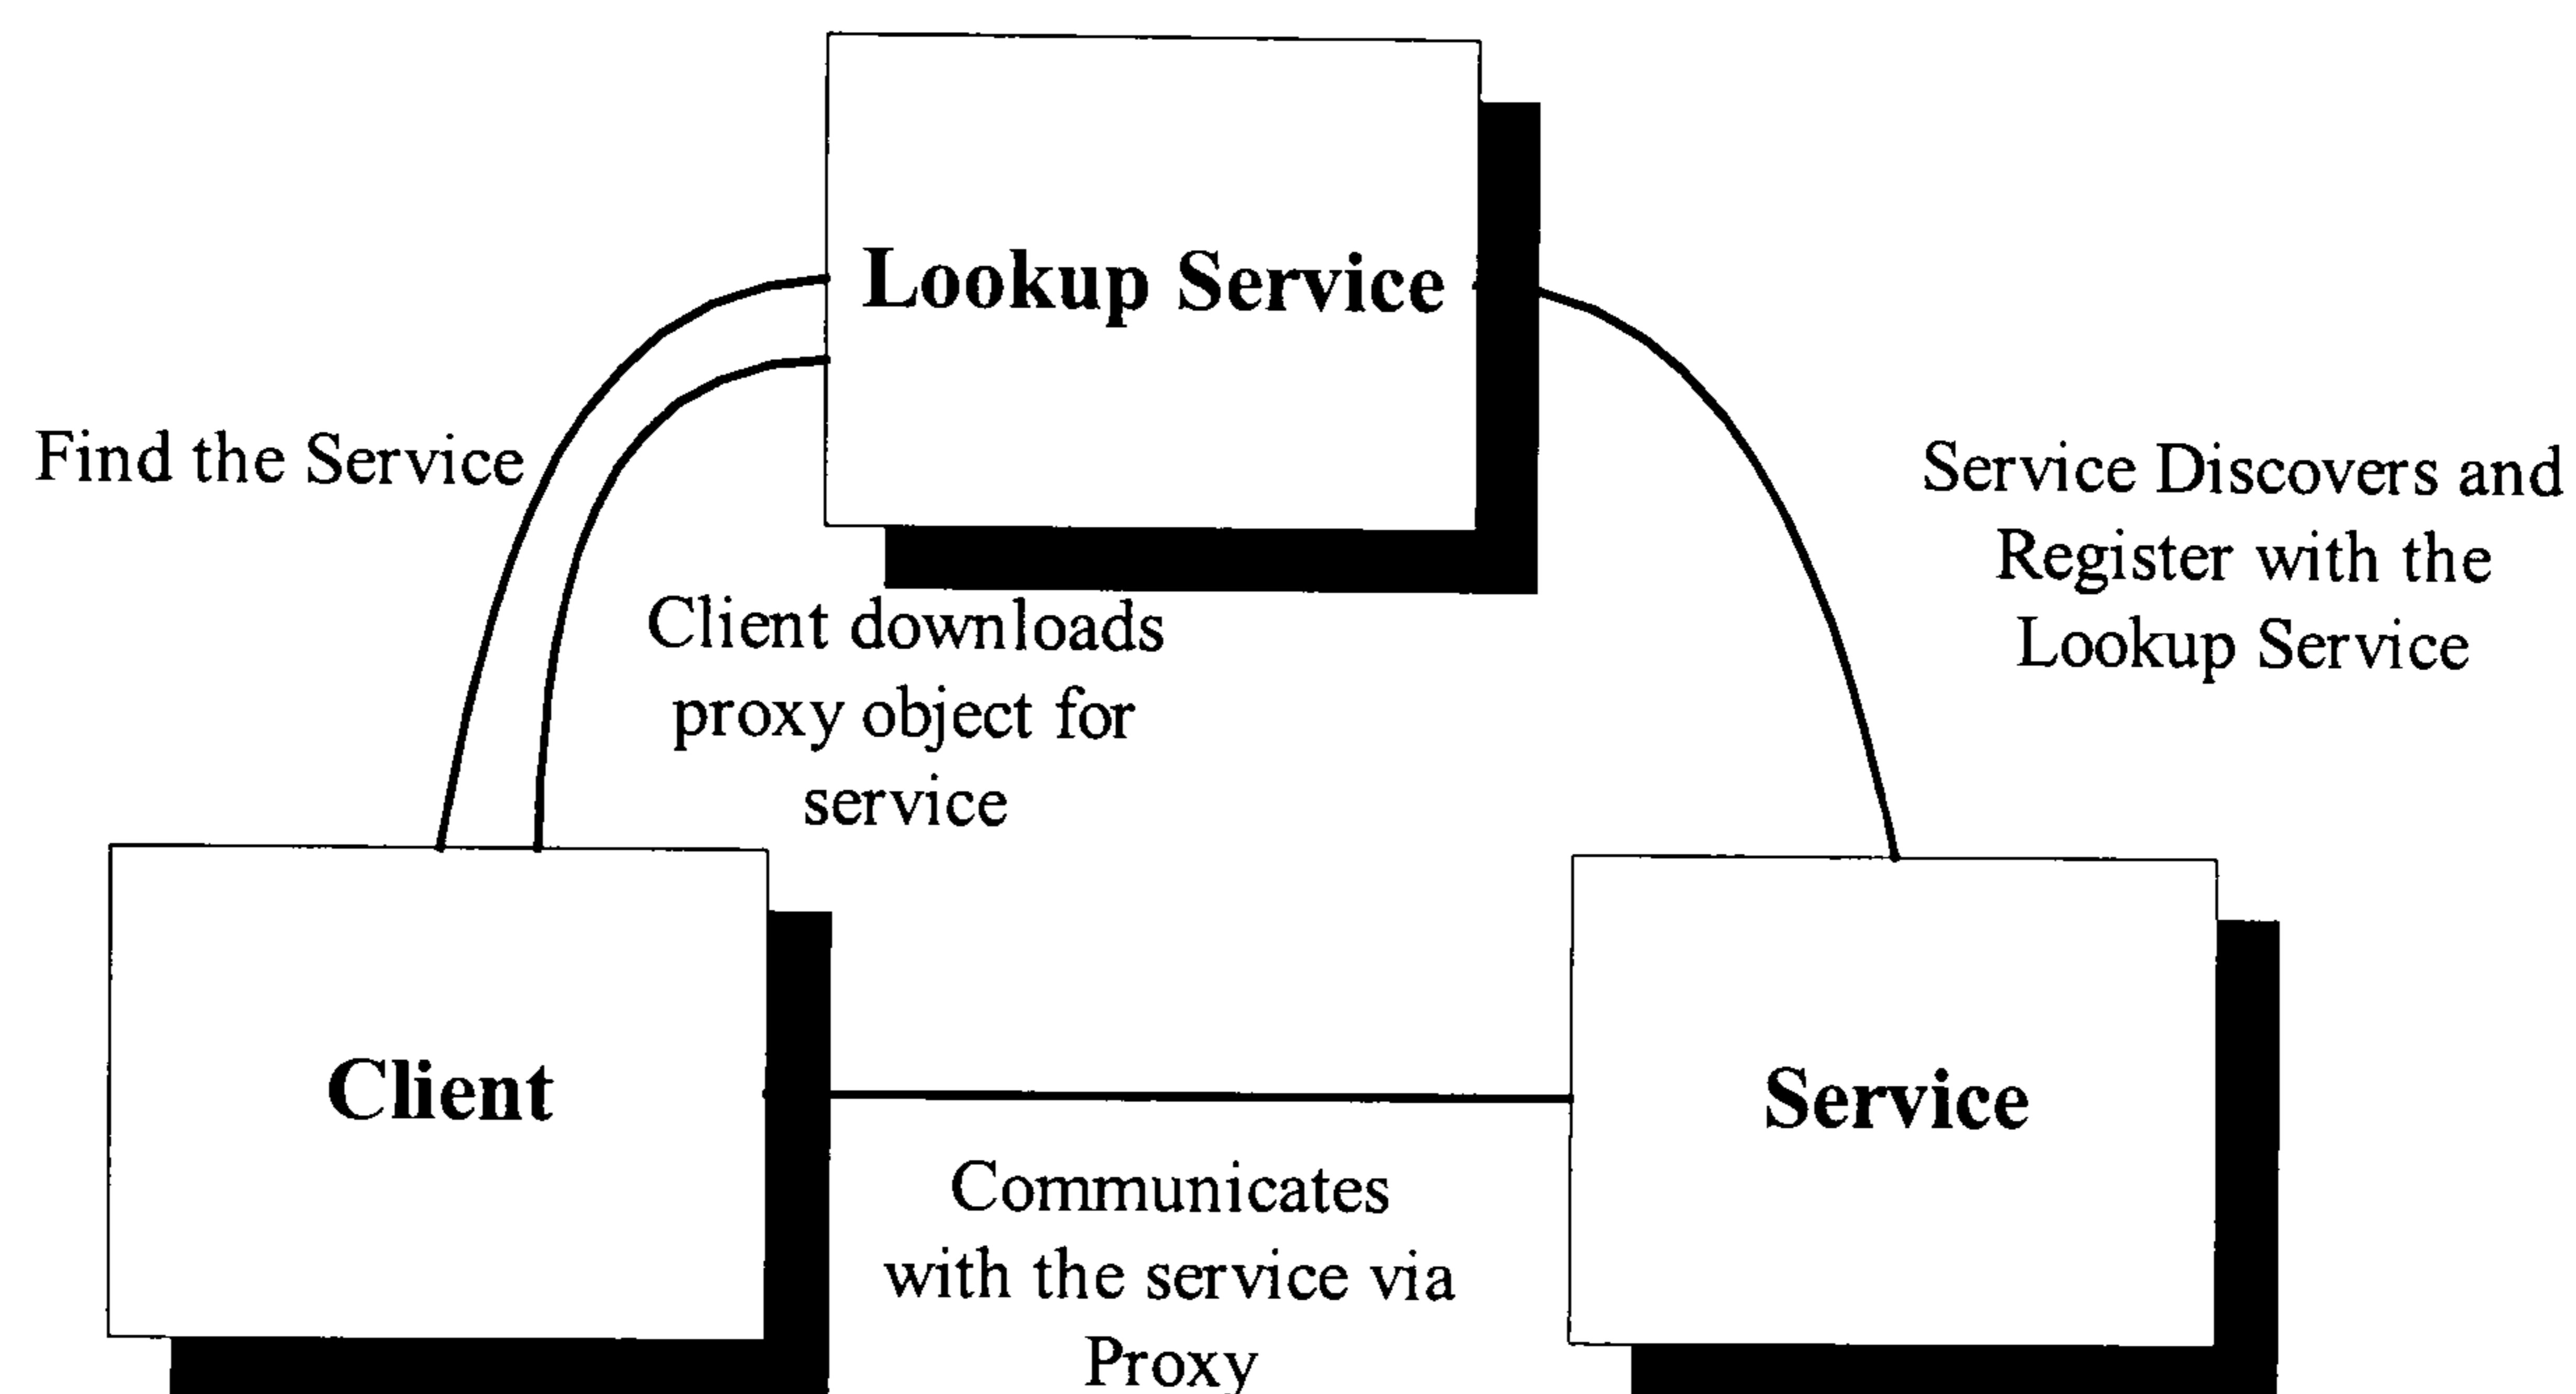 Lookup Service
Find the Service
Service Discovers and
Register with the
Lookup Service
Client downloads
proxy object for
service
Client
Service
Communicates
with the service via
Proxy